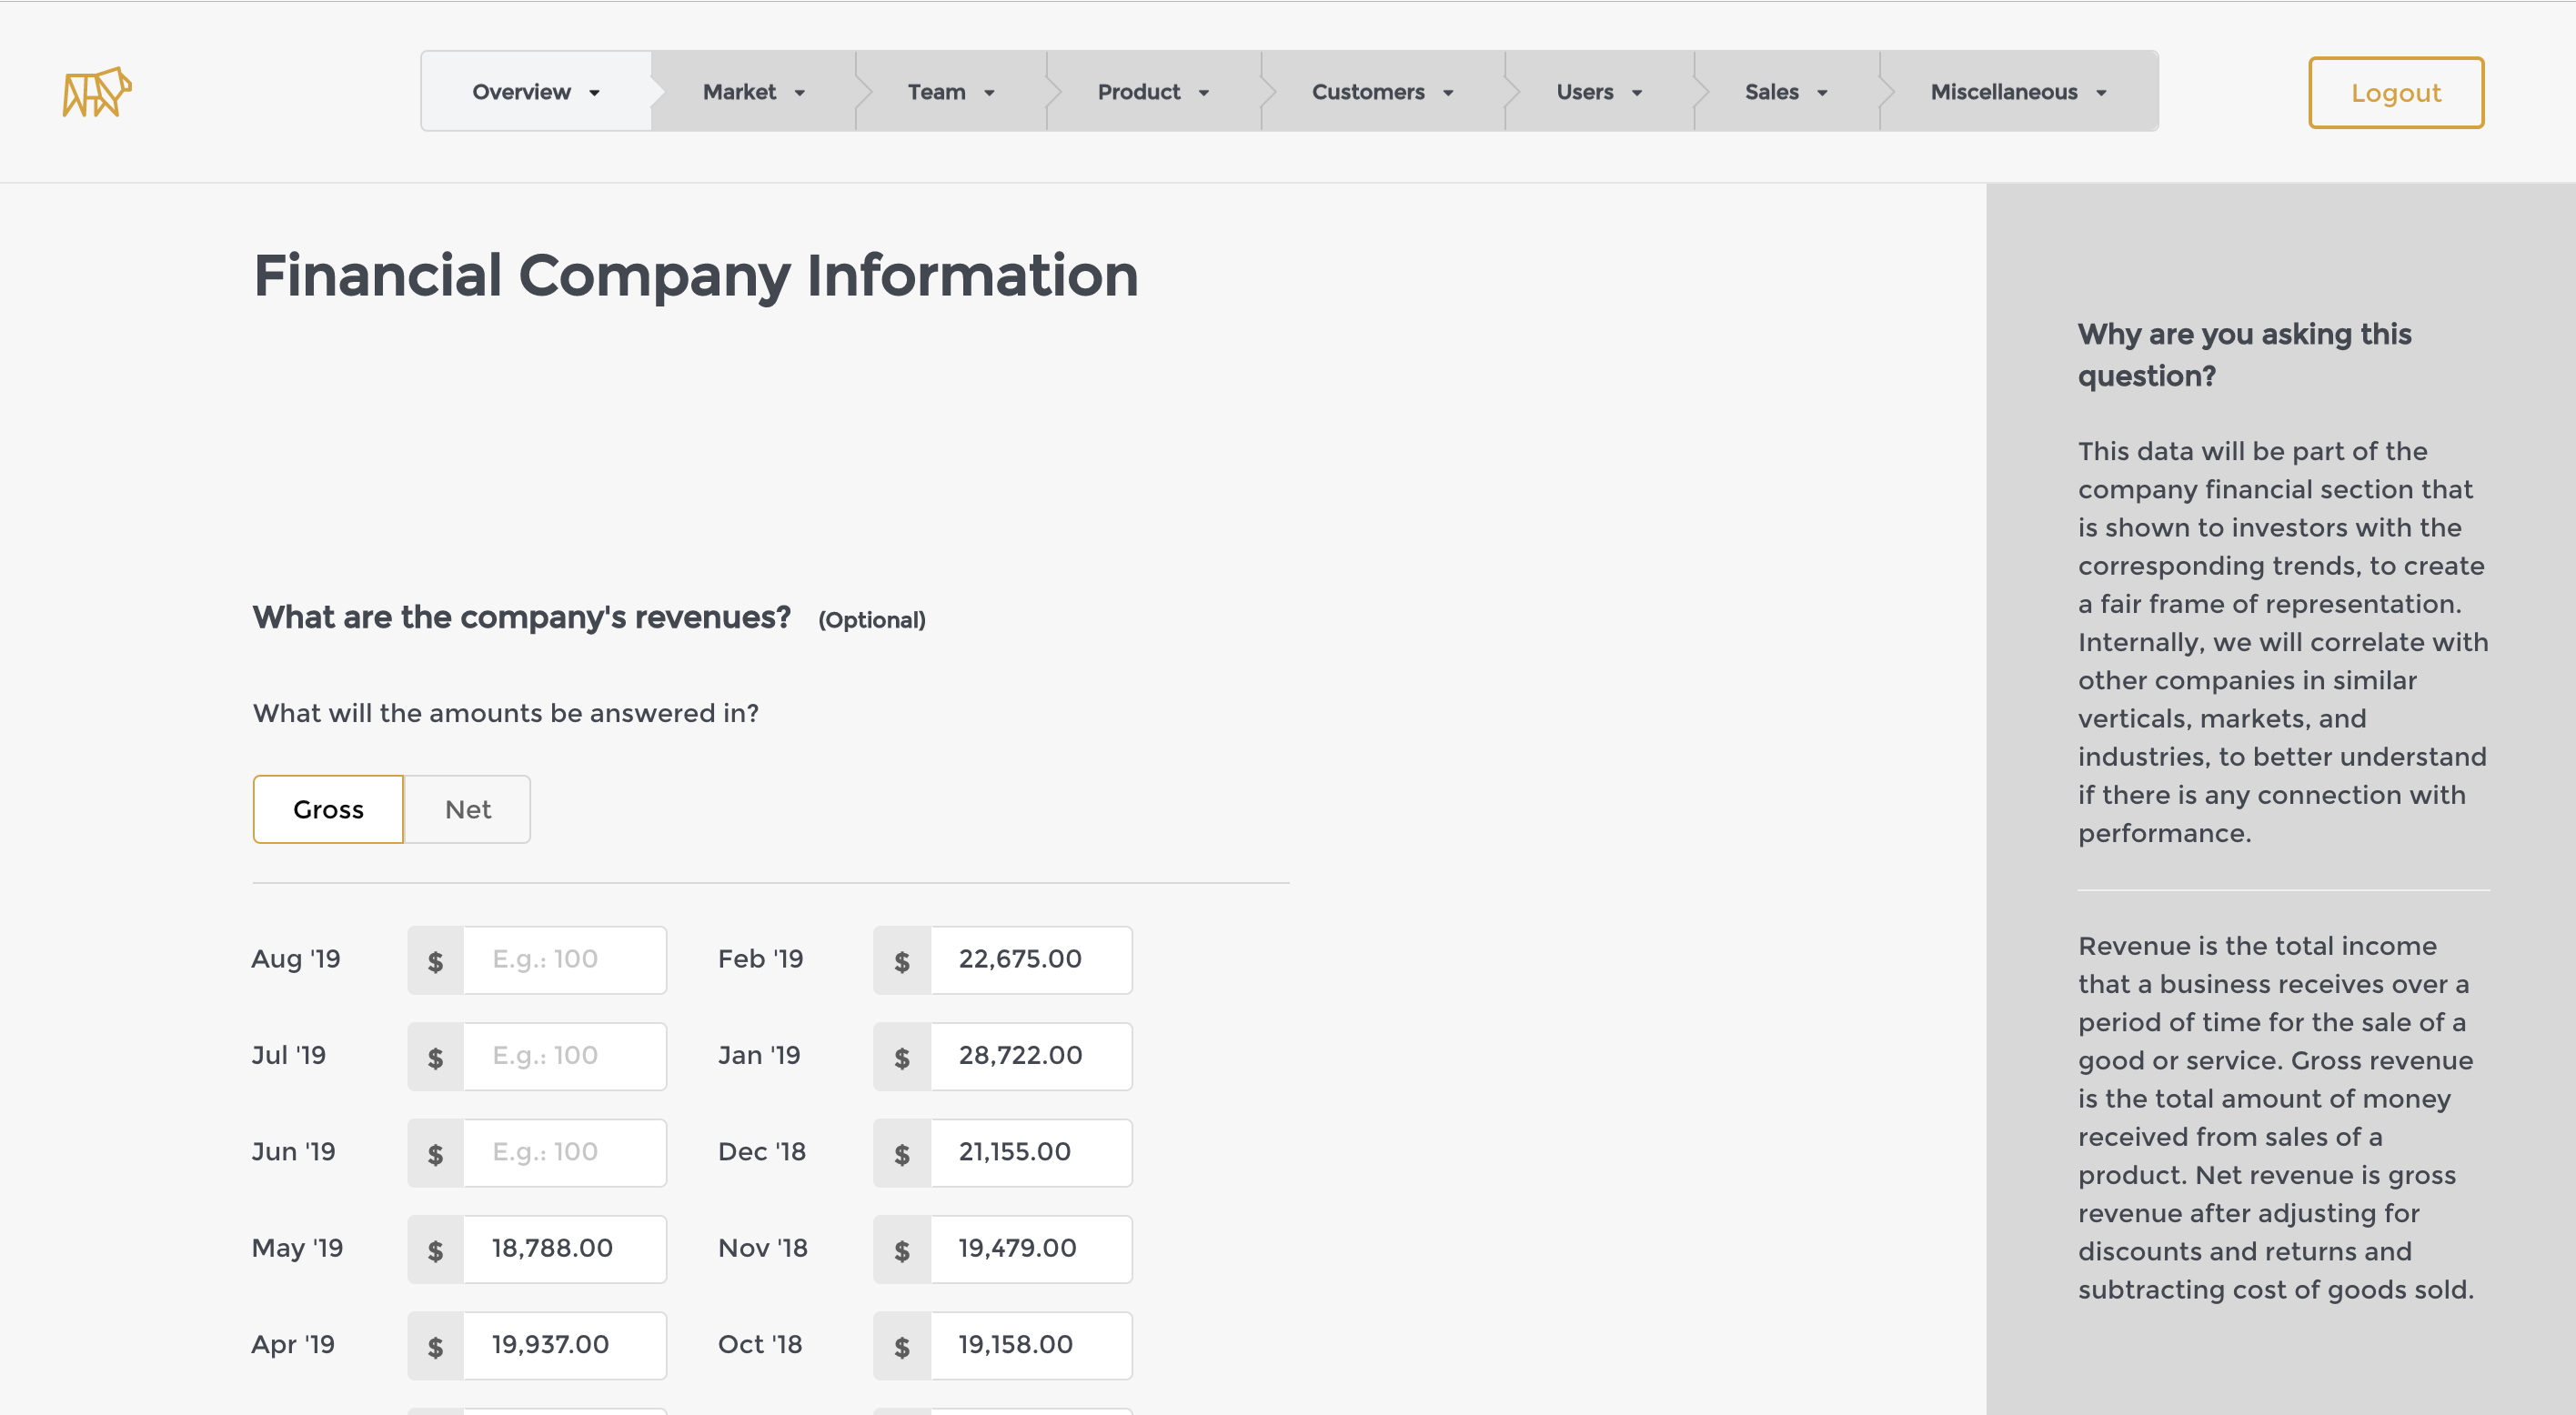 Overview Market Team Product Customers Users Sales Miscellaneous Logout
Financial Company Information
What are the company's revenues? (Optional)
What will the amounts be answered in?
Gross Net
Aug '19 $ E.g.: 100 Feb '19 $ 22,675.00
Jul '19 $ E.g.: 100 Jan '19 $ 28,722.00
Jun '19 $ E.g.: 100 Dec '18 $ 21,155.00
May '19 $ 18,788.00 Nov '18 $ 19,479.00
Apr '19 $ 19,937.00 Oct '18 $ 19,158.00
Why are you asking this
question?
This data will be part of the
company financial section that
is shown to investors with the
corresponding trends, to create
a fair frame of representation.
Internally, we will correlate with
other companies in similar
verticals, markets, and
industries, to better understand
if there is any connection with
performance.
Revenue is the total income
that a business receives over a
period of time for the sale of a
good or service. Gross revenue
is the total amount of money
received from sales of a
product. Net revenue is gross
revenue after adjusting for
discounts and returns and
subtracting cost of goods sold.